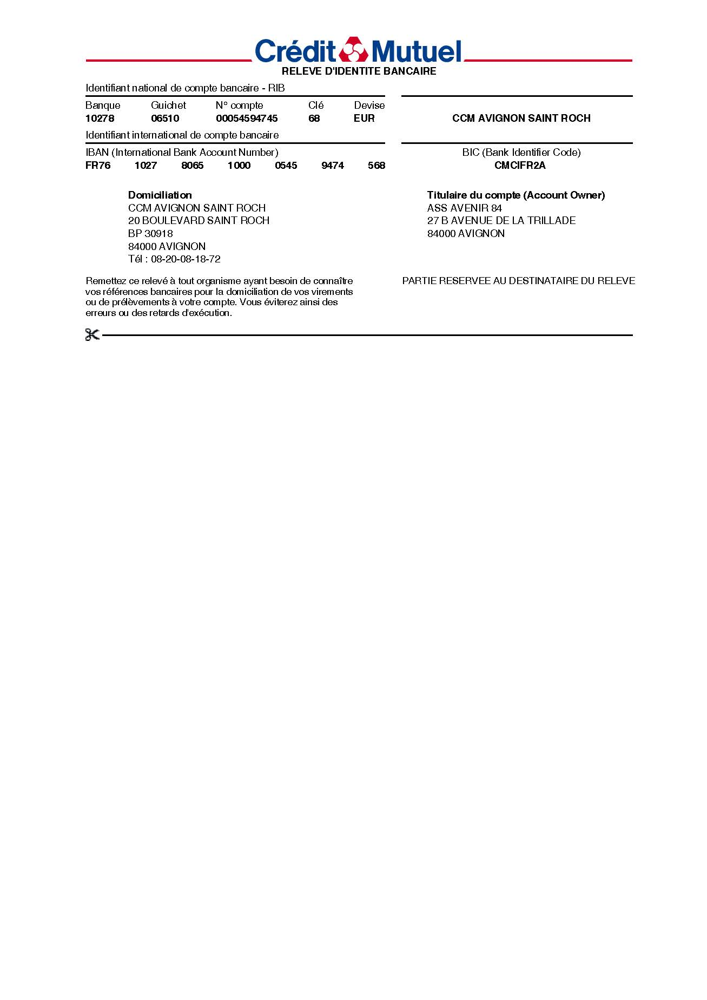 Crédit Mutuel
RELEVE D'IDENTITE BANCAIRE
Identifiant national de compte bancaire - RIB
Banque Guichet N° compte Clé Devise
10278 06510 00054594745 68 EUR CCM AVIGNON SAINT ROCH
Identifiant international de compte bancaire
IBAN (International Bank Account Number) BIC (Bank Identifier Code)
FR76 1027 8065 1000 0545 9474 568 CMCIFR2A
Domiciliation
CCM AVIGNON SAINT ROCH
20 BOULEVARD SAINT ROCH
BP 30918
84000 AVIGNON
Tél : 08-20-08-18-72
Titulaire du compte (Account Owner)
ASS AVENIR 84
27 B AVENUE DE LA TRILLADE
84000 AVIGNON
Remettez ce relevé à tout organisme ayant besoin de connaître
vos références bancaires pour la domiciliation de vos virements
ou de prélèvements à votre compte. Vous éviterez ainsi des
erreurs ou des retards d'exécution.
PARTIE RESERVEE AU DESTINATAIRE DU RELEVE